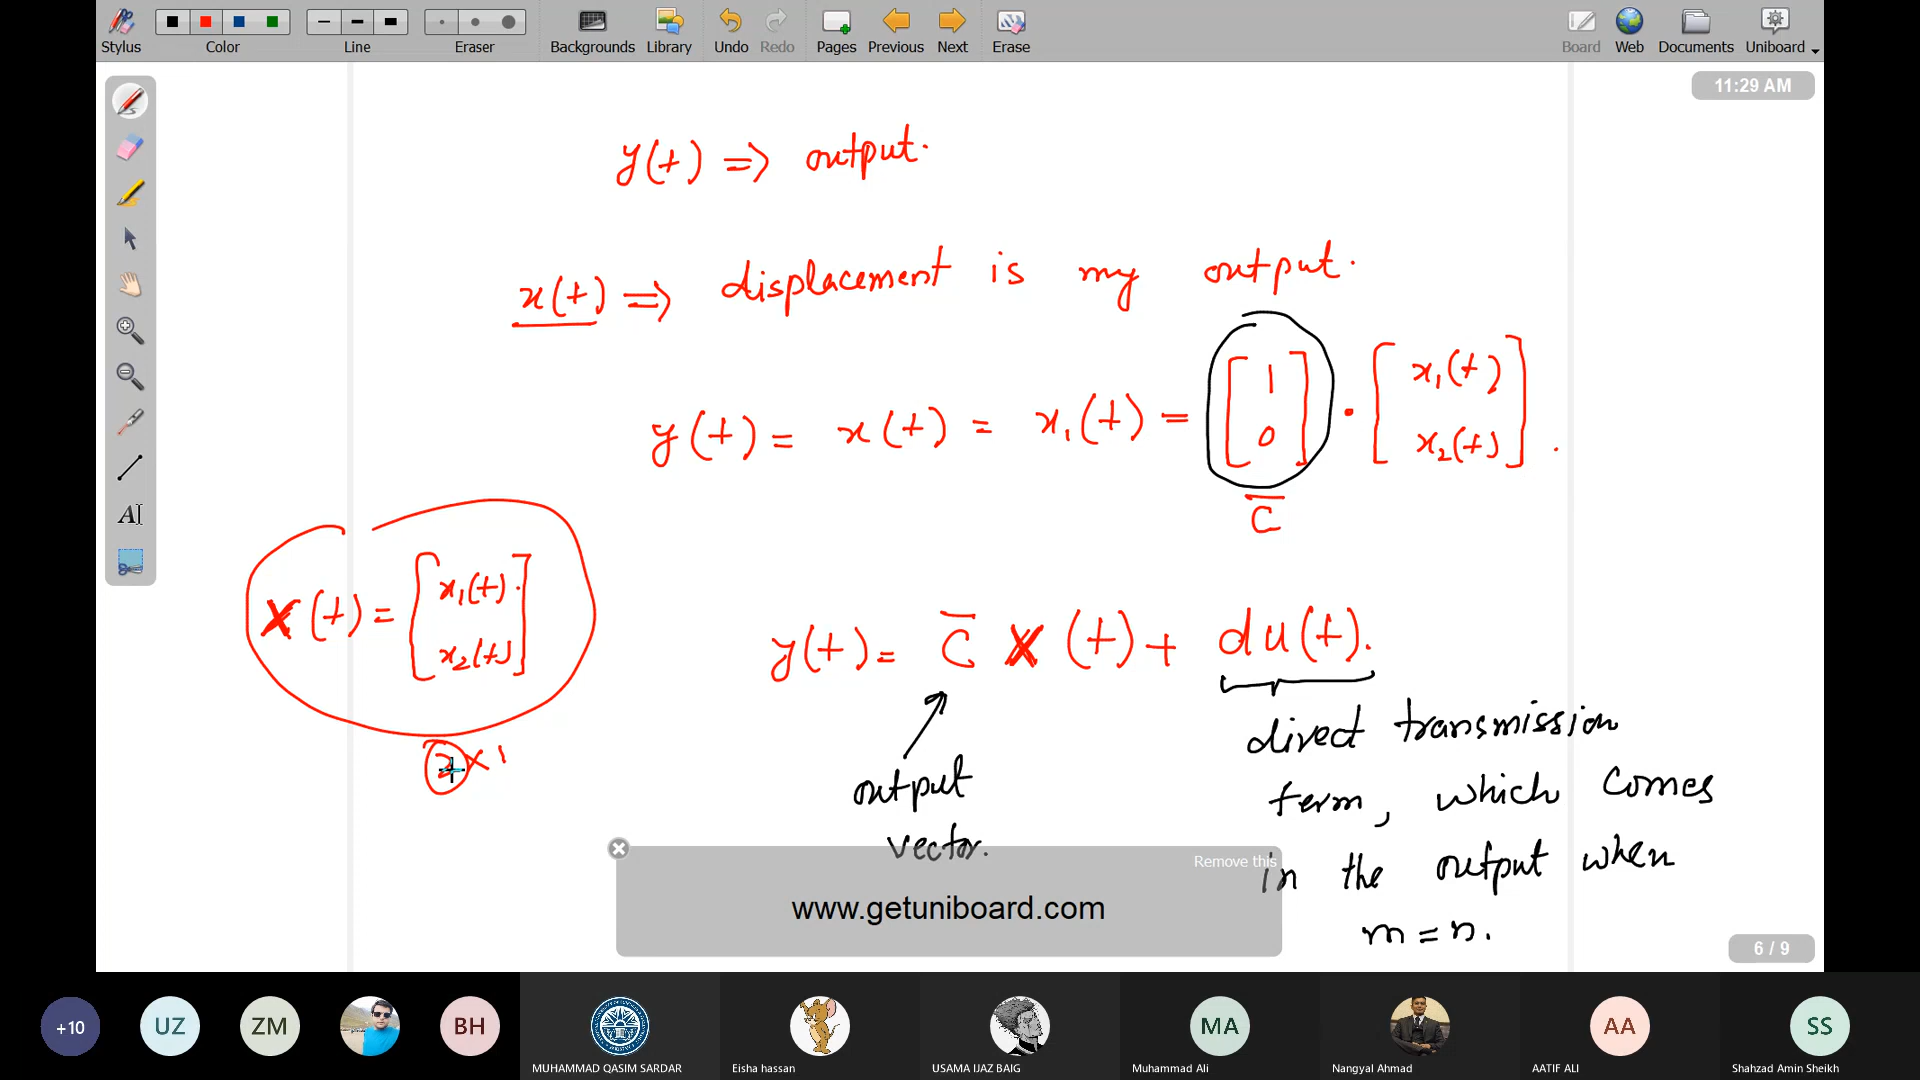 Stylus Color Line Eraser Backgrounds Library Undo Redo Pages Previous Next Erase Board Web Documents Uniboard
11:29 AM
y(t) => output.
x(t) => displacement is my output.
y(t) = x(t) = x₁(t) = [1 0] · [x₁(t) x₂(t)].
C̅
X(t) = [x₁(t) x₂(t)]
2×1
y(t) = C̅ X(t) + du(t).
output
vector.
direct transmission
term, which comes
in the output when
m = n.
Remove this
www.getuniboard.com
6 / 9
AI
+10 UZ ZM BH MA AA SS
MUHAMMAD QASIM SARDAR Eisha hassan USAMA IJAZ BAIG Muhammad Ali Nangyal Ahmad AATIF ALI Shahzad Amin Sheikh